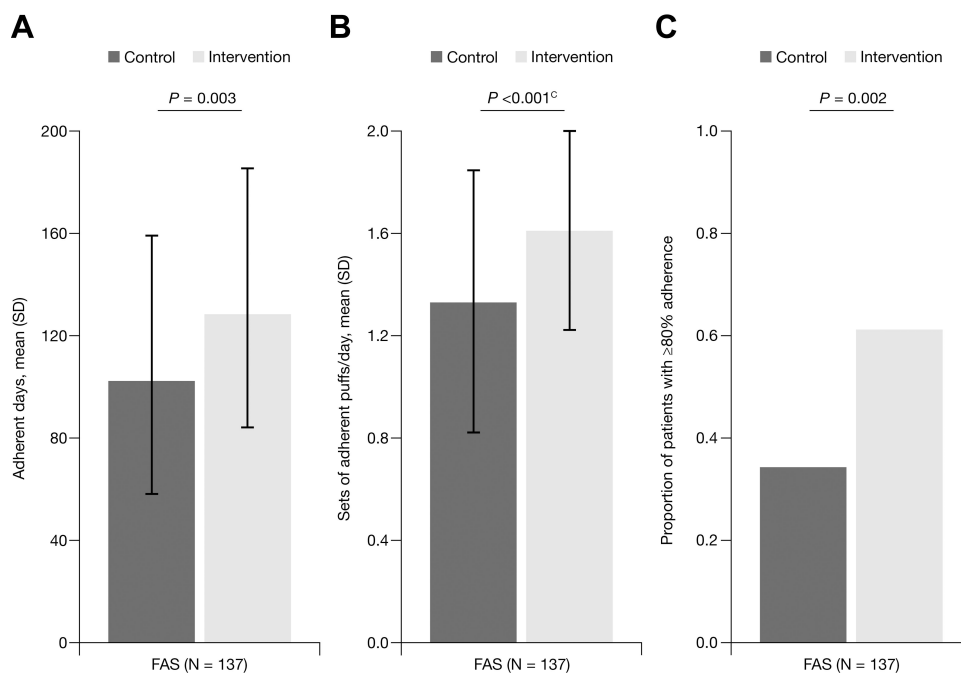 A
Control Intervention
P = 0.003
Adherent days, mean (SD)
200
160
120
80
40
0
FAS (N = 137)
B
Control Intervention
P <0.001ᶜ
Sets of adherent puffs/day, mean (SD)
2.0
1.6
1.2
0.8
0.4
0.0
FAS (N = 137)
C
Control Intervention
P = 0.002
Proportion of patients with ≥80% adherence
1.0
0.8
0.6
0.4
0.2
0.0
FAS (N = 137)